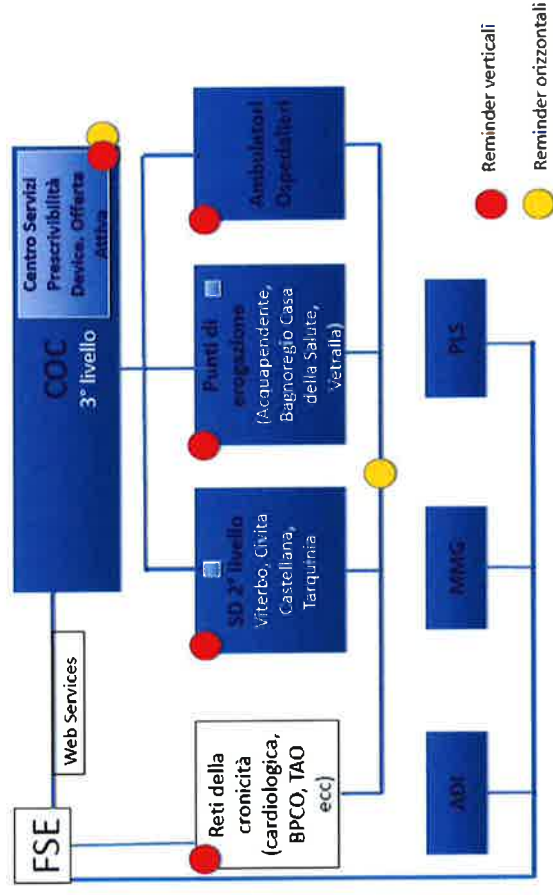 FSE
Web Services
COC
3° livello
Centro Servizi
Prescrivibilità
Device. Offerta
Attiva
Reti della
cronicità
(cardiologica,
BPCO, TAO
ecc)
SD 2° livello
Viterbo, Civita
Castellana,
Tarquinia
Punti di
erogazione
(Acquapendente,
Bagnoregio Casa
della Salute,
Vetralla)
Ambulatori
Ospedalieri
ADI
MMG
PLS
Reminder verticali
Reminder orizzontali